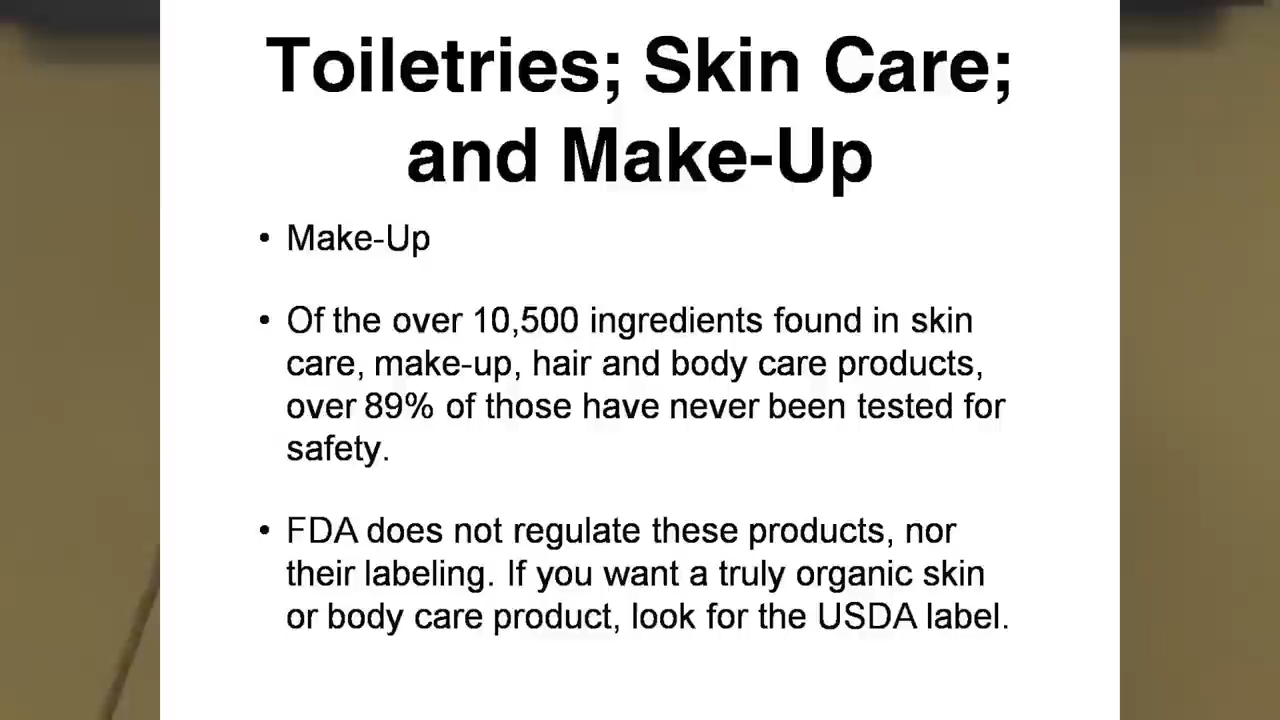 Toiletries; Skin Care;
and Make-Up
• Make-Up
• Of the over 10,500 ingredients found in skin
care, make-up, hair and body care products,
over 89% of those have never been tested for
safety.
• FDA does not regulate these products, nor
their labeling. If you want a truly organic skin
or body care product, look for the USDA label.